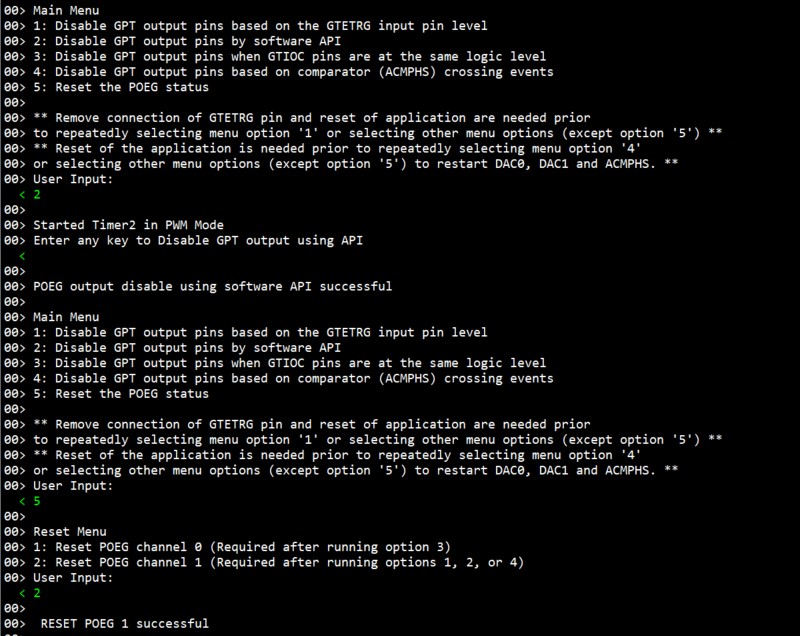 00> Main Menu
00> 1: Disable GPT output pins based on the GTETRG input pin level
00> 2: Disable GPT output pins by software API
00> 3: Disable GPT output pins when GTIOC pins are at the same logic level
00> 4: Disable GPT output pins based on comparator (ACMPHS) crossing events
00> 5: Reset the POEG status
00>
00> ** Remove connection of GTETRG pin and reset of application are needed prior
00> to repeatedly selecting menu option '1' or selecting other menu options (except option '5') **
00> ** Reset of the application is needed prior to repeatedly selecting menu option '4'
00> or selecting other menu options (except option '5') to restart DAC0, DAC1 and ACMPHS. **
00> User Input:
< 2
00>
00> Started Timer2 in PWM Mode
00> Enter any key to Disable GPT output using API
<
00>
00> POEG output disable using software API successful
00>
00> Main Menu
00> 1: Disable GPT output pins based on the GTETRG input pin level
00> 2: Disable GPT output pins by software API
00> 3: Disable GPT output pins when GTIOC pins are at the same logic level
00> 4: Disable GPT output pins based on comparator (ACMPHS) crossing events
00> 5: Reset the POEG status
00>
00> ** Remove connection of GTETRG pin and reset of application are needed prior
00> to repeatedly selecting menu option '1' or selecting other menu options (except option '5') **
00> ** Reset of the application is needed prior to repeatedly selecting menu option '4'
00> or selecting other menu options (except option '5') to restart DAC0, DAC1 and ACMPHS. **
00> User Input:
< 5
00>
00> Reset Menu
00> 1: Reset POEG channel 0 (Required after running option 3)
00> 2: Reset POEG channel 1 (Required after running options 1, 2, or 4)
00> User Input:
< 2
00>
00> RESET POEG 1 successful